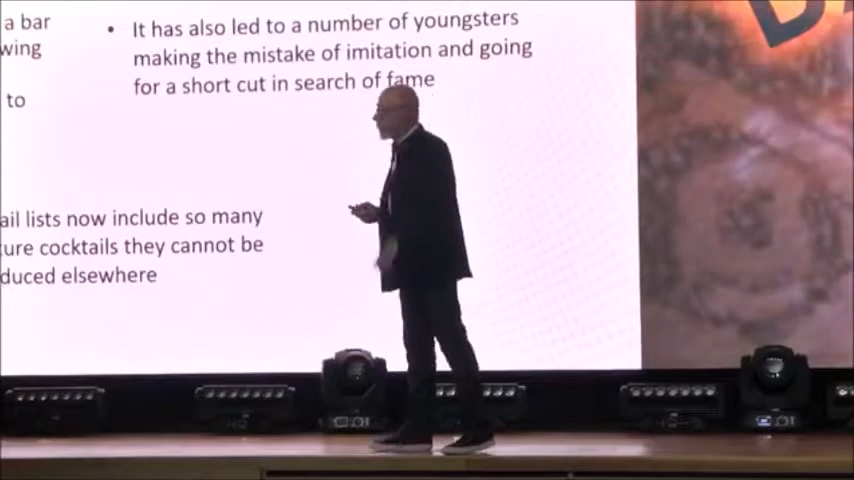 a bar
wing
to
• It has also led to a number of youngsters
making the mistake of imitation and going
for a short cut in search of fame
ail lists now include so many
ture cocktails they cannot be
duced elsewhere